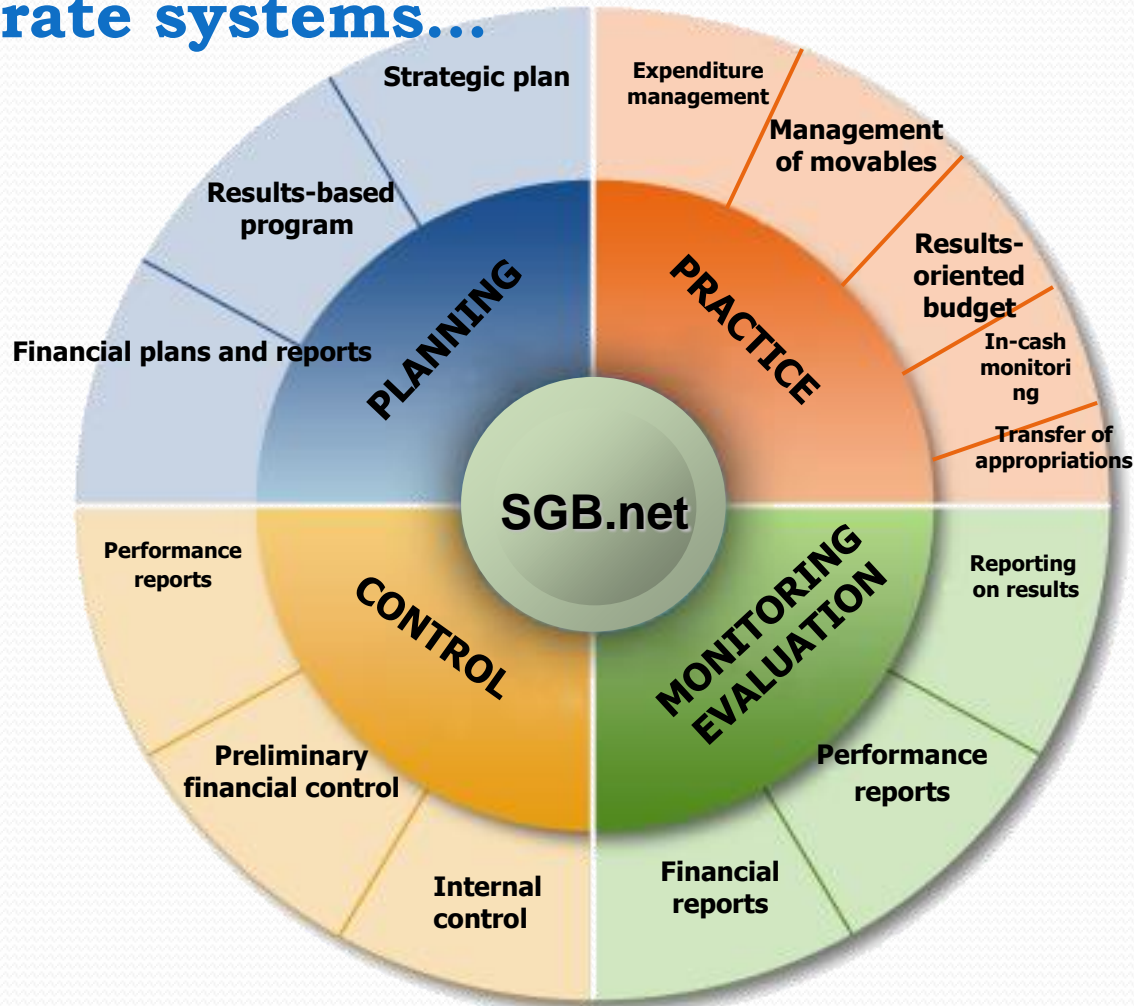 rate systems...
Strategic plan
Results-based
program
Financial plans and reports
PLANNING
Expenditure
management
Management
of movables
Results-
oriented
budget
In-cash
monitori
ng
Transfer of
appropriations
PRACTICE
SGB.net
Performance
reports
Preliminary
financial control
Internal
control
CONTROL
MONITORING
EVALUATION
Reporting
on results
Performance
reports
Financial
reports